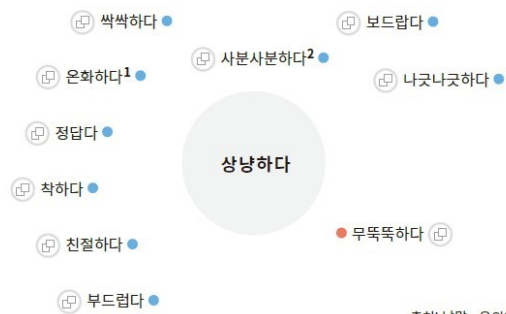 싹싹하다
보드랍다
사분사분하다2
온화하다1
나긋나긋하다
정답다
상냥하다
착하다
무뚝뚝하다
친절하다
부드럽다